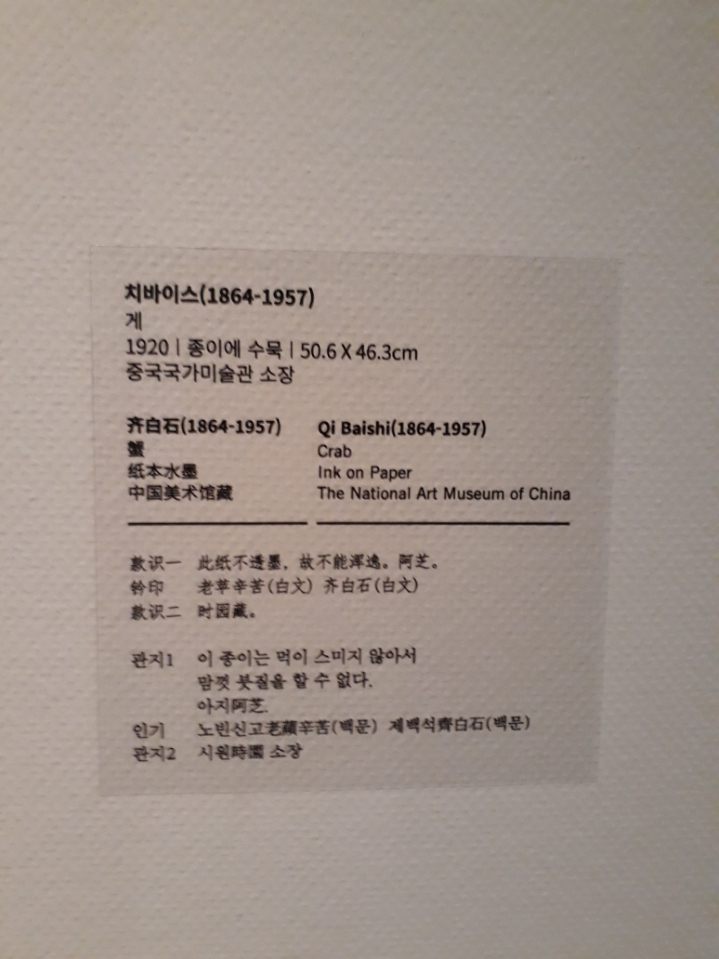 치바이스(1864-1957)
게
1920 | 종이에 수묵 | 50.6 X 46.3cm
중국국가미술관 소장
齐白石(1864-1957)
蟹
纸本水墨
中国美术馆藏
Qi Baishi(1864-1957)
Crab
Ink on Paper
The National Art Museum of China
款识一 此纸不透墨，故不能浑逸。阿芝。
钤印 老苹辛苦(白文) 齐白石(白文)
款识二 时园藏。
관지1 이 종이는 먹이 스미지 않아서
맘껏 붓질을 할 수 없다.
아지阿芝.
인기 노빈신고老蘋辛苦(백문) 제백석齊白石(백문)
관지2 시원時園 소장